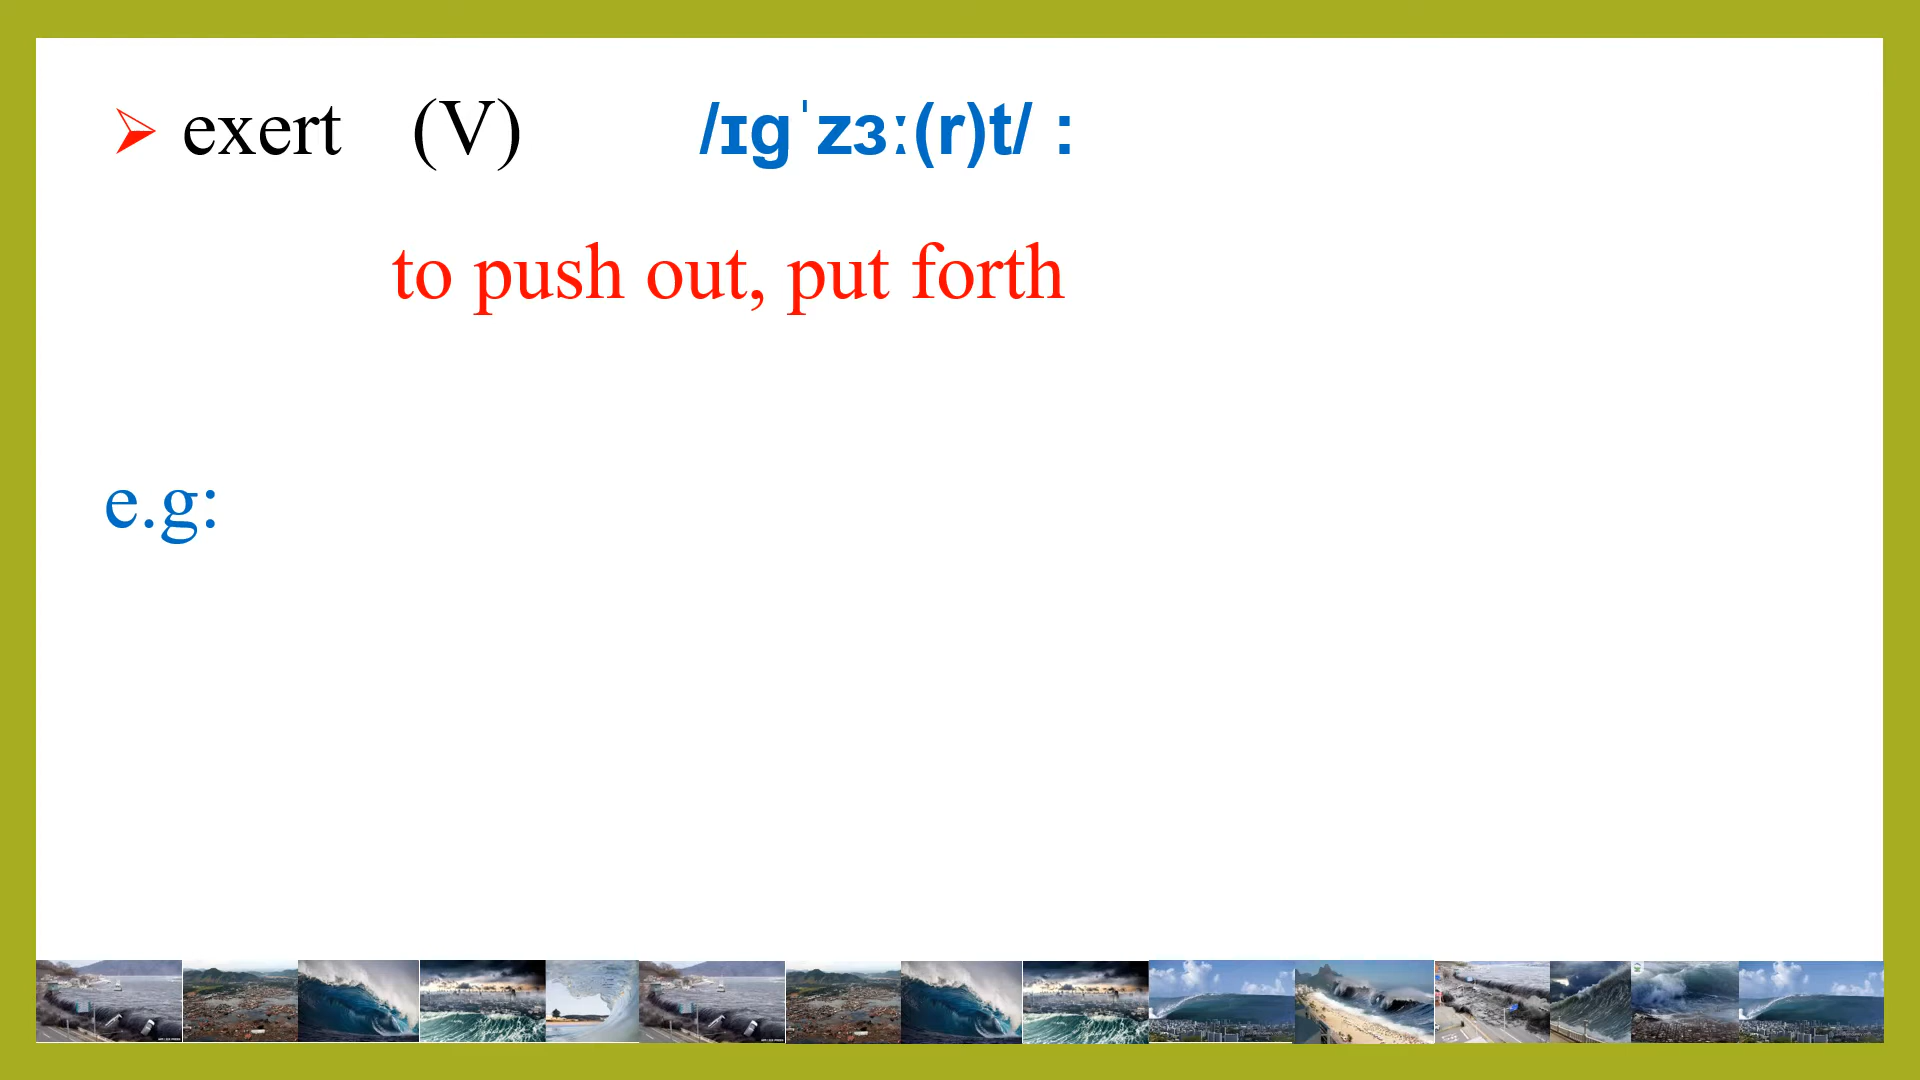 exert (V) /ɪɡˈzɜː(r)t/ :
to push out, put forth
e.g: